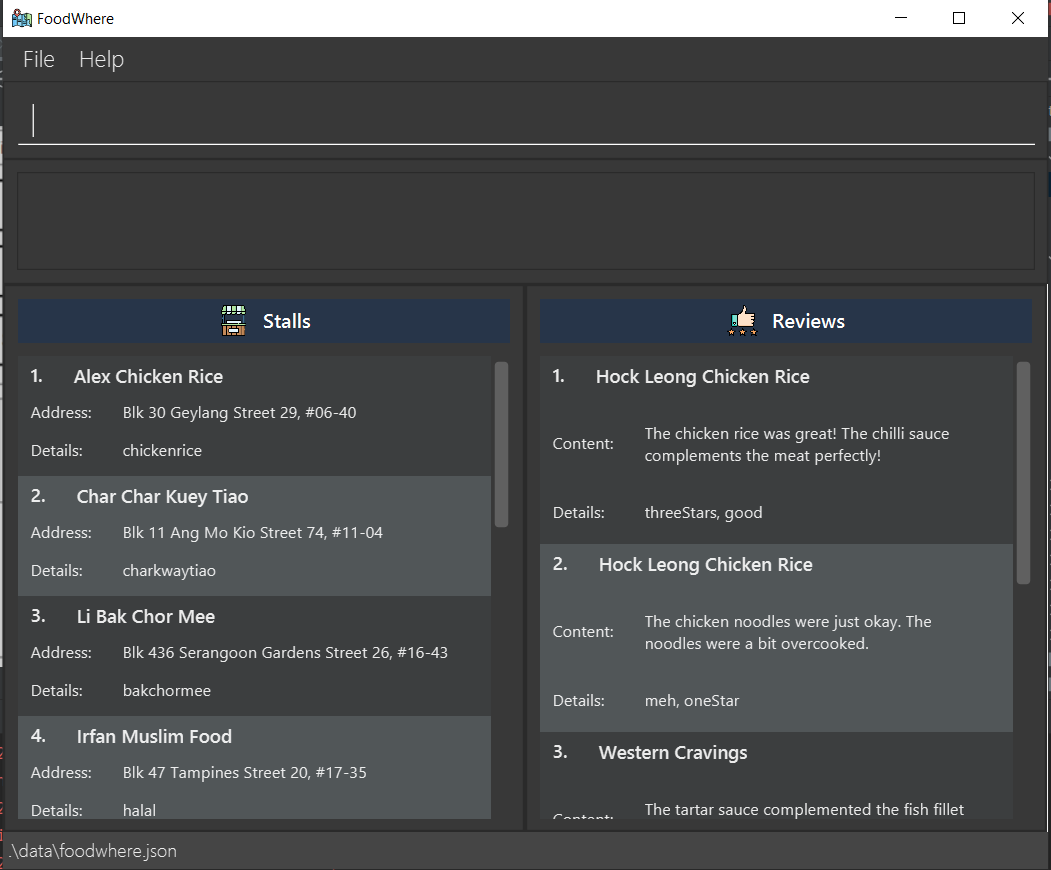 FoodWhere
File Help
Stalls
1. Alex Chicken Rice
Address: Blk 30 Geylang Street 29, #06-40
Details: chickenrice
2. Char Char Kuey Tiao
Address: Blk 11 Ang Mo Kio Street 74, #11-04
Details: charkwaytiao
3. Li Bak Chor Mee
Address: Blk 436 Serangoon Gardens Street 26, #16-43
Details: bakchormee
4. Irfan Muslim Food
Address: Blk 47 Tampines Street 20, #17-35
Details: halal
Reviews
1. Hock Leong Chicken Rice
Content: The chicken rice was great! The chilli sauce
complements the meat perfectly!
Details: threeStars, good
2. Hock Leong Chicken Rice
Content: The chicken noodles were just okay. The
noodles were a bit overcooked.
Details: meh, oneStar
3. Western Cravings
Content: The tartar sauce complemented the fish fillet
.\data\foodwhere.json